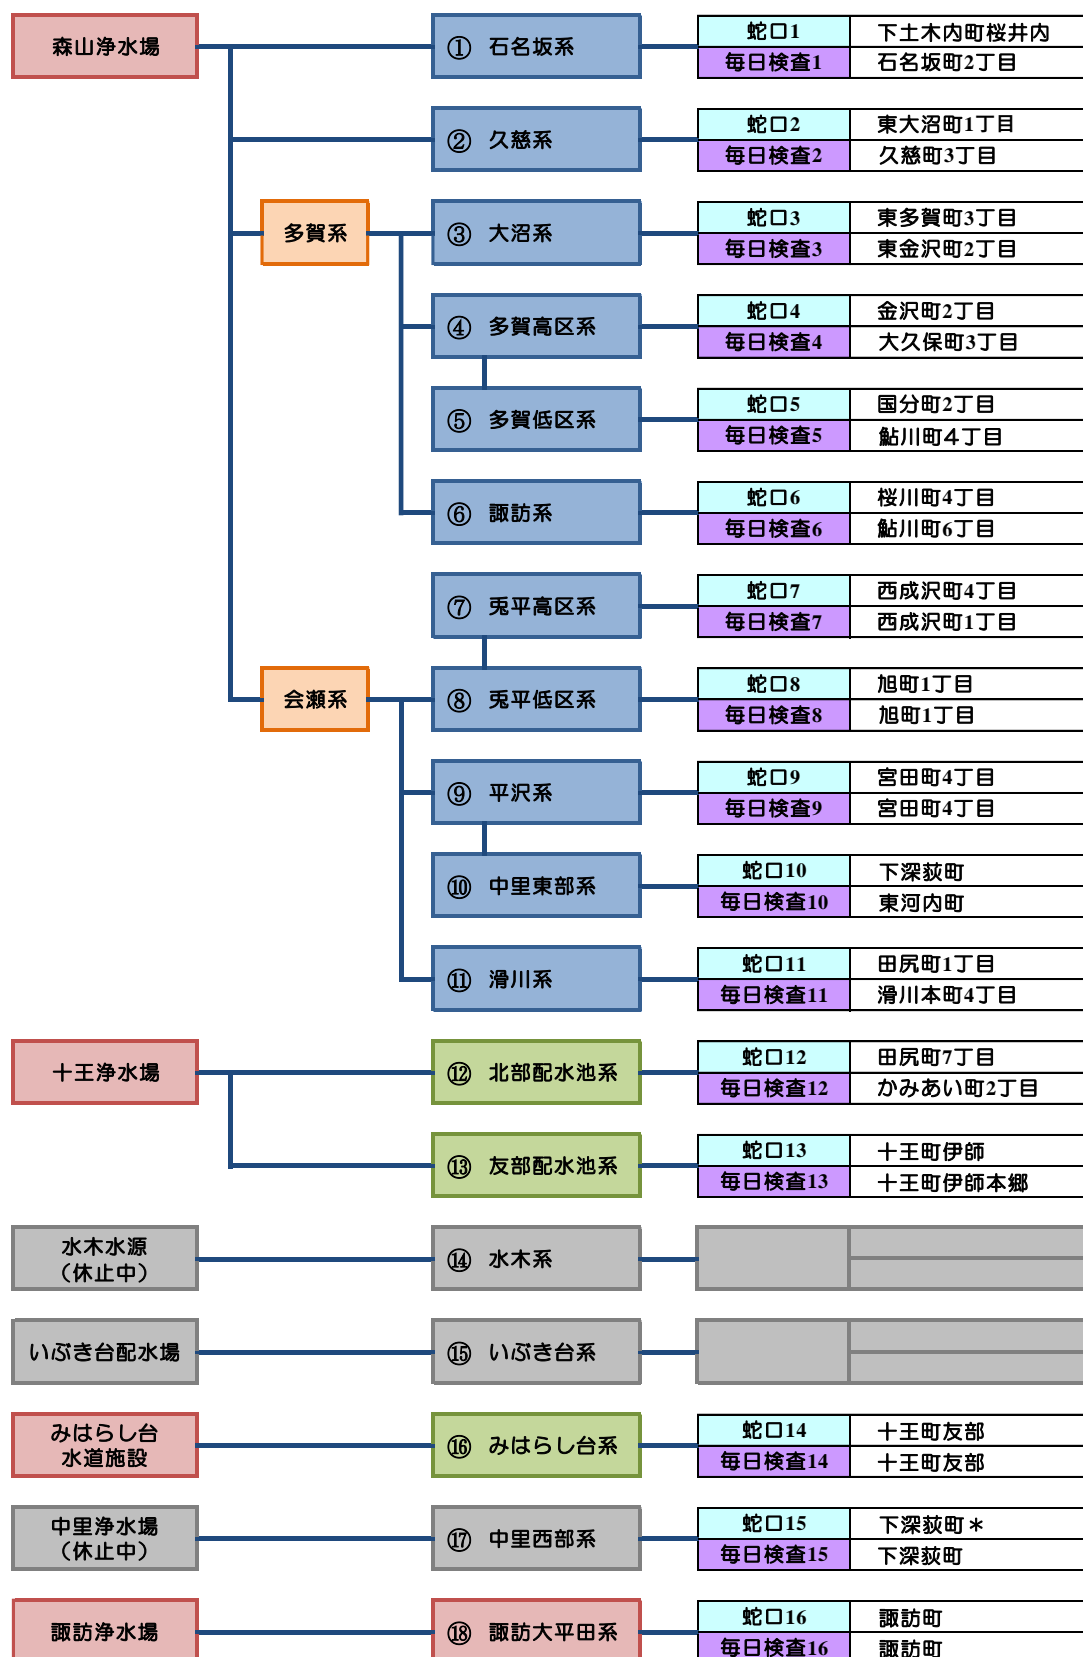 森山浄水場
① 石名坂系
蛇口1 下土木内町桜井内
毎日検査1 石名坂町2丁目
② 久慈系
蛇口2 東大沼町1丁目
毎日検査2 久慈町3丁目
多賀系
③ 大沼系
蛇口3 東多賀町3丁目
毎日検査3 東金沢町2丁目
④ 多賀高区系
蛇口4 金沢町2丁目
毎日検査4 大久保町3丁目
⑤ 多賀低区系
蛇口5 国分町2丁目
毎日検査5 鮎川町4丁目
⑥ 諏訪系
蛇口6 桜川町4丁目
毎日検査6 鮎川町6丁目
⑦ 兎平高区系
蛇口7 西成沢町4丁目
毎日検査7 西成沢町1丁目
会瀬系
⑧ 兎平低区系
蛇口8 旭町1丁目
毎日検査8 旭町1丁目
⑨ 平沢系
蛇口9 宮田町4丁目
毎日検査9 宮田町4丁目
⑩ 中里東部系
蛇口10 下深荻町
毎日検査10 東河内町
⑪ 滑川系
蛇口11 田尻町1丁目
毎日検査11 滑川本町4丁目
十王浄水場
⑫ 北部配水池系
蛇口12 田尻町7丁目
毎日検査12 かみあい町2丁目
⑬ 友部配水池系
蛇口13 十王町伊師
毎日検査13 十王町伊師本郷
水木水源
（休止中）
⑭ 水木系
いぶき台配水場
⑮ いぶき台系
みはらし台
水道施設
⑯ みはらし台系
蛇口14 十王町友部
毎日検査14 十王町友部
中里浄水場
（休止中）
⑰ 中里西部系
蛇口15 下深荻町＊
毎日検査15 下深荻町
諏訪浄水場
⑱ 諏訪大平田系
蛇口16 諏訪町
毎日検査16 諏訪町